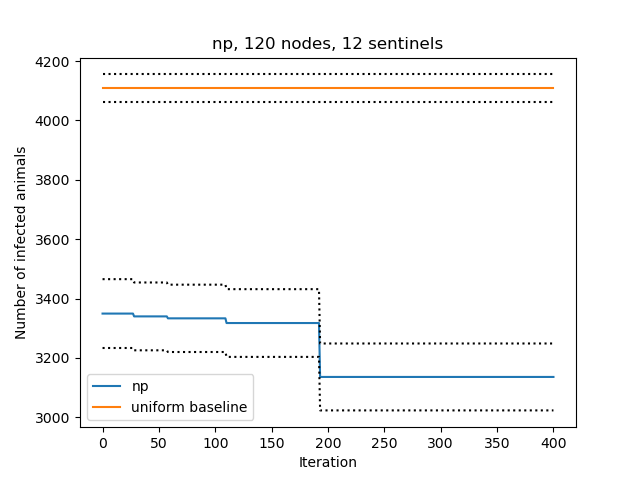 np, 120 nodes, 12 sentinels
4200
4000
3800
3600
3400
3200
3000
Number of infected animals
np
uniform baseline
0 50 100 150 200 250 300 350 400
Iteration